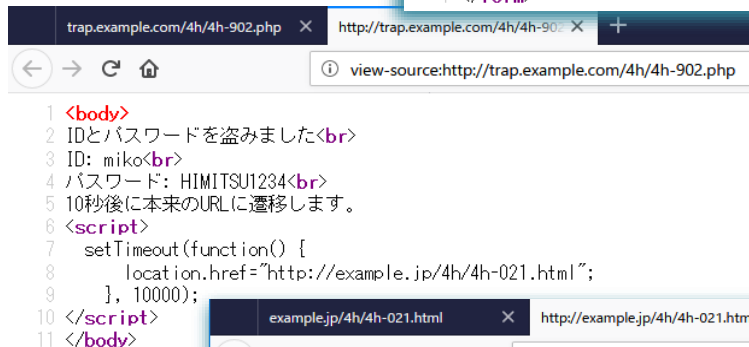 trap.example.com/4h/4h-902.php × http://trap.example.com/4h/4h-902 × +
view-source:http://trap.example.com/4h/4h-902.php
1 <body>
2 IDとパスワードを盗みました<br>
3 ID: miko<br>
4 パスワード: HIMITSU1234<br>
5 10秒後に本来のURLに遷移します。
6 <script>
7 setTimeout(function() {
8 location.href="http://example.jp/4h/4h-021.html";
9 }, 10000);
10 </script>
11 </body>
example.jp/4h/4h-021.html × http://example.jp/4h/4h-021.htm